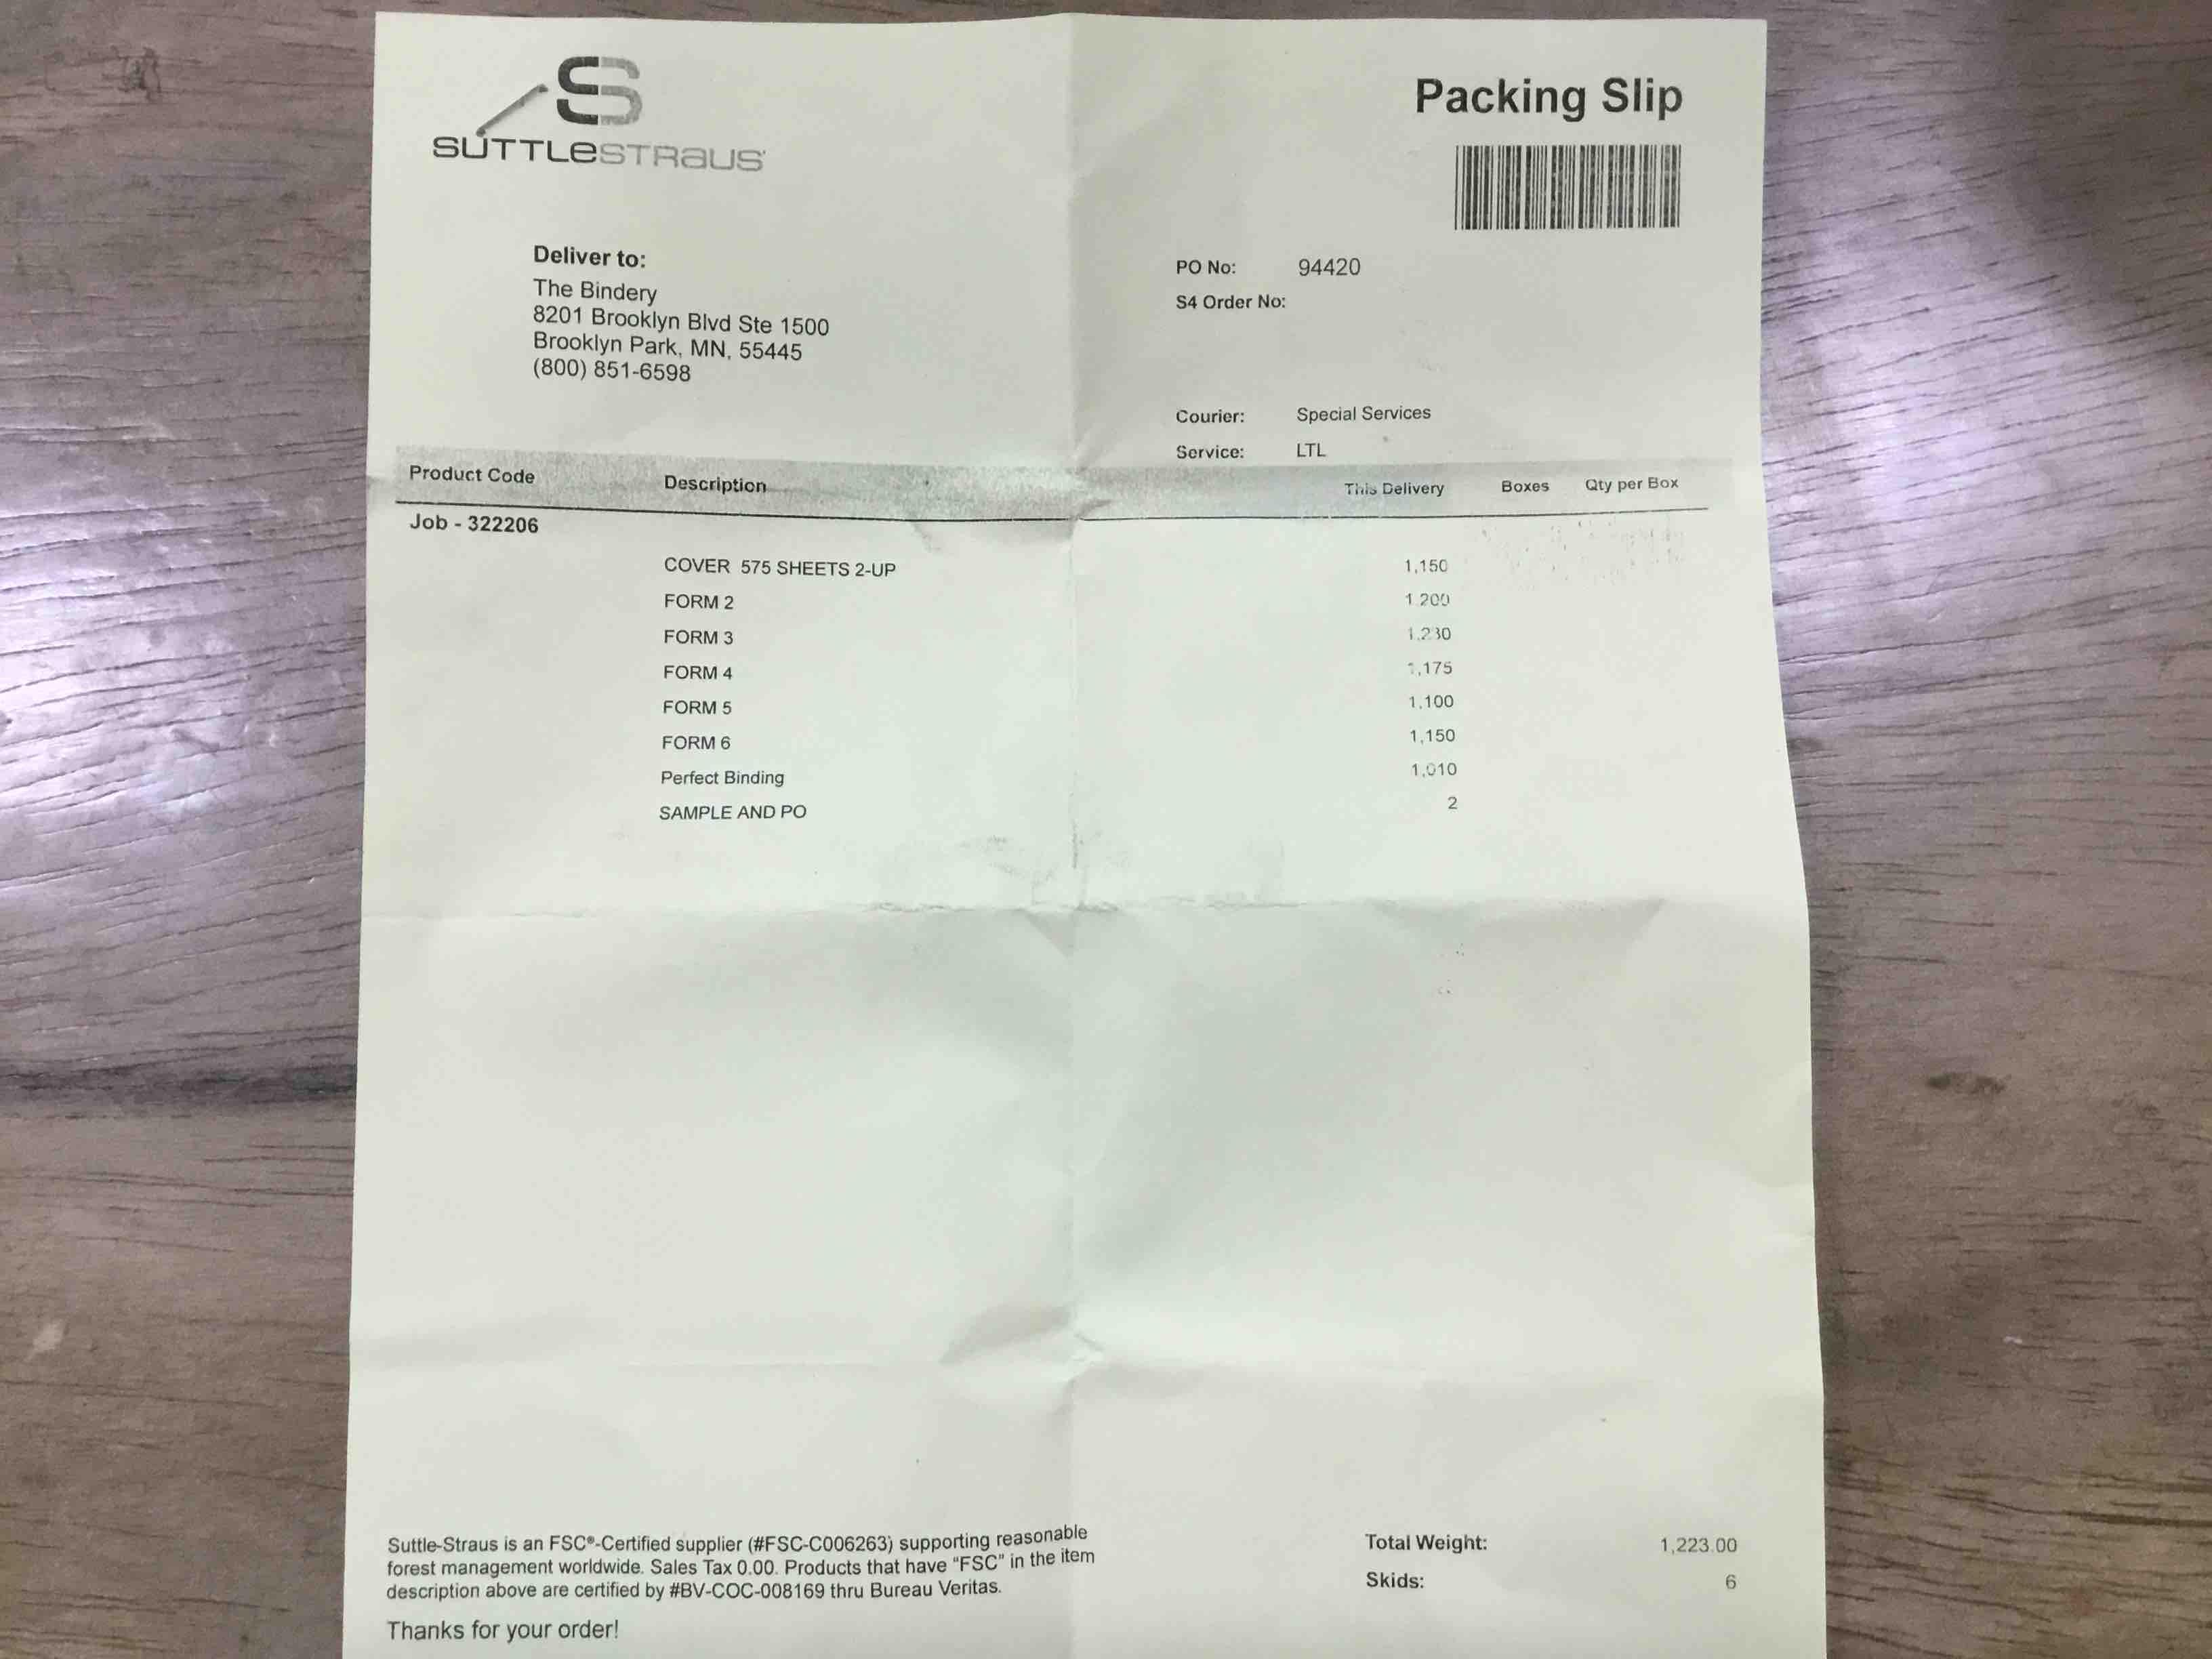 SUTTLESTRAUS
Packing Slip
Deliver to:
The Bindery
8201 Brooklyn Blvd Ste 1500
Brooklyn Park, MN, 55445
(800) 851-6598
PO No: 94420
S4 Order No:
Courier: Special Services
Service: LTL
Product Code Description This Delivery Boxes Qty per Box
Job - 322206
COVER 575 SHEETS 2-UP 1,150
FORM 2 1,200
FORM 3
FORM 4 1,175
FORM 5 1,100
FORM 6 1,150
Perfect Binding 1,010
SAMPLE AND PO 2
Suttle-Straus is an FSC®-Certified supplier (#FSC-C006263) supporting reasonable
forest management worldwide. Sales Tax 0.00. Products that have "FSC" in the item
description above are certified by #BV-COC-008169 thru Bureau Veritas.
Thanks for your order!
Total Weight: 1,223.00
Skids: 6